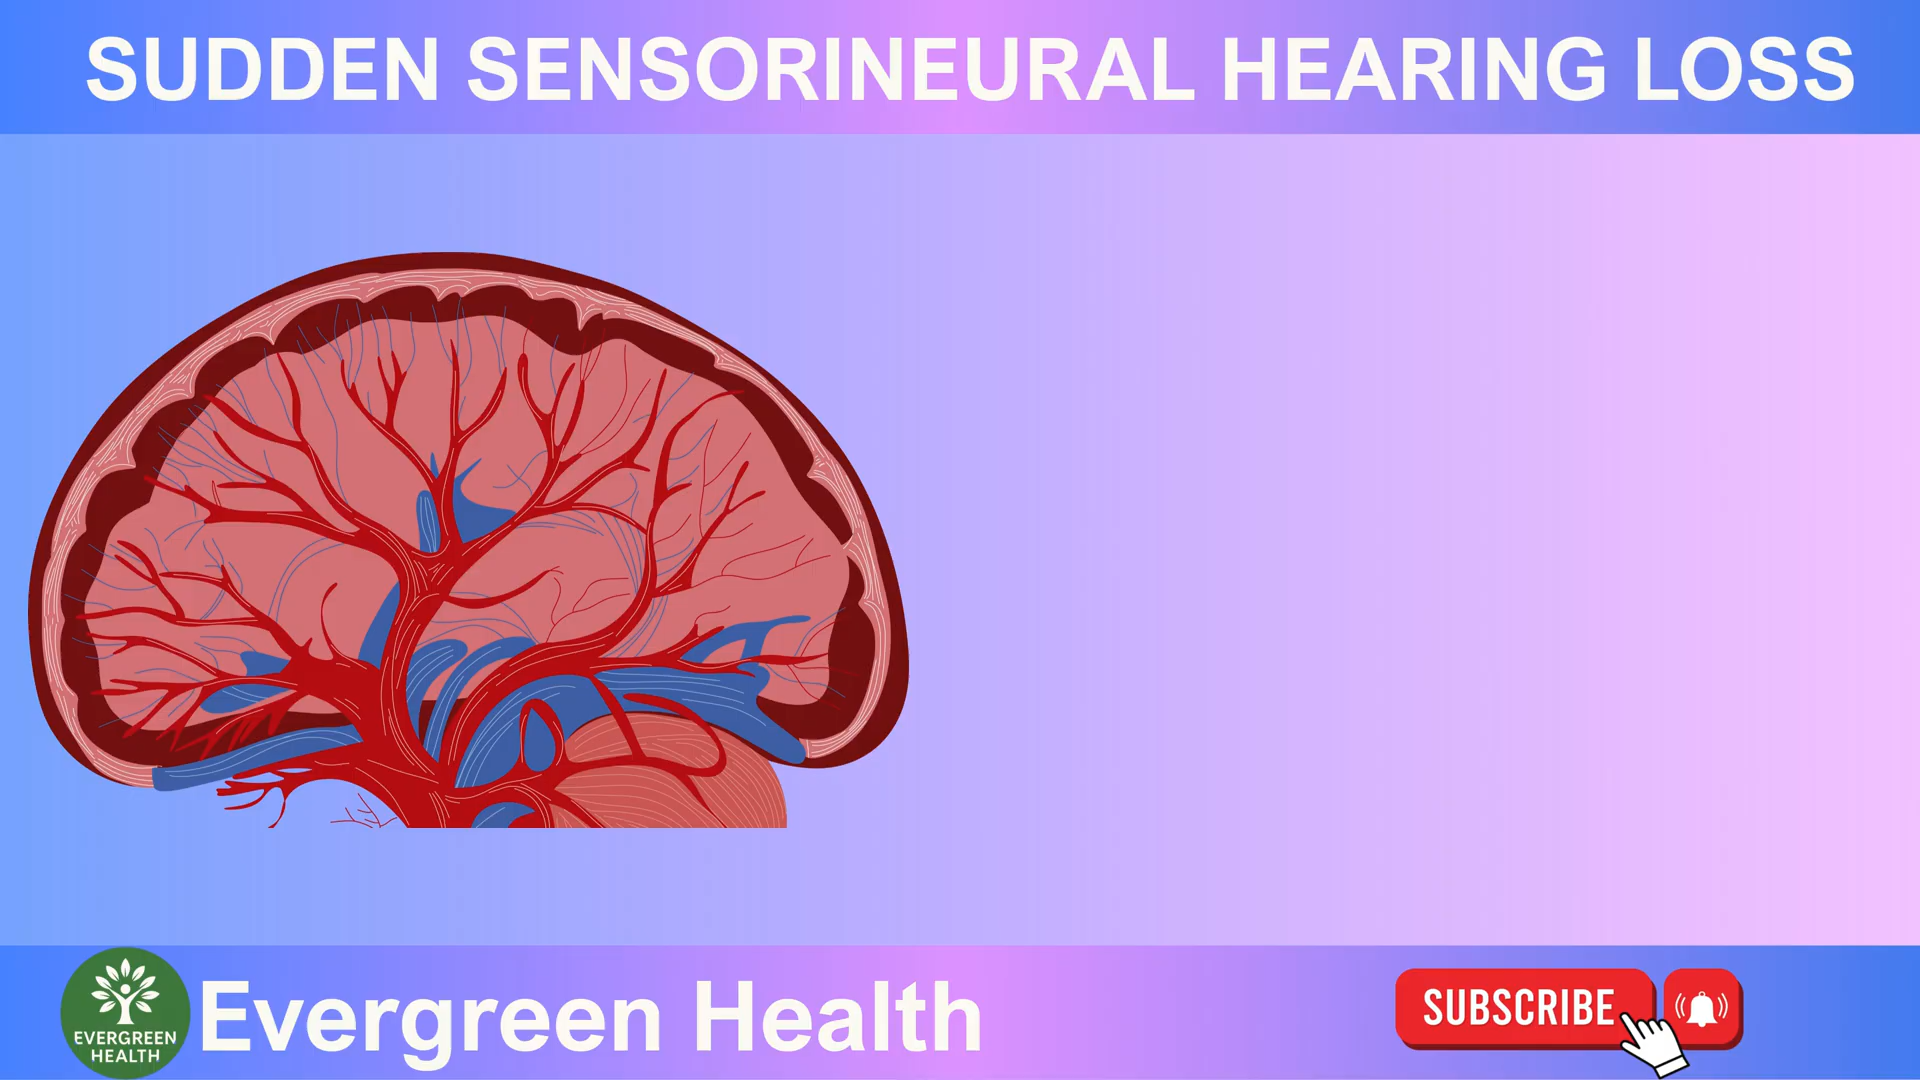 SUDDEN SENSORINEURAL HEARING LOSS
EVERGREEN
HEALTH
Evergreen Health
SUBSCRIBE